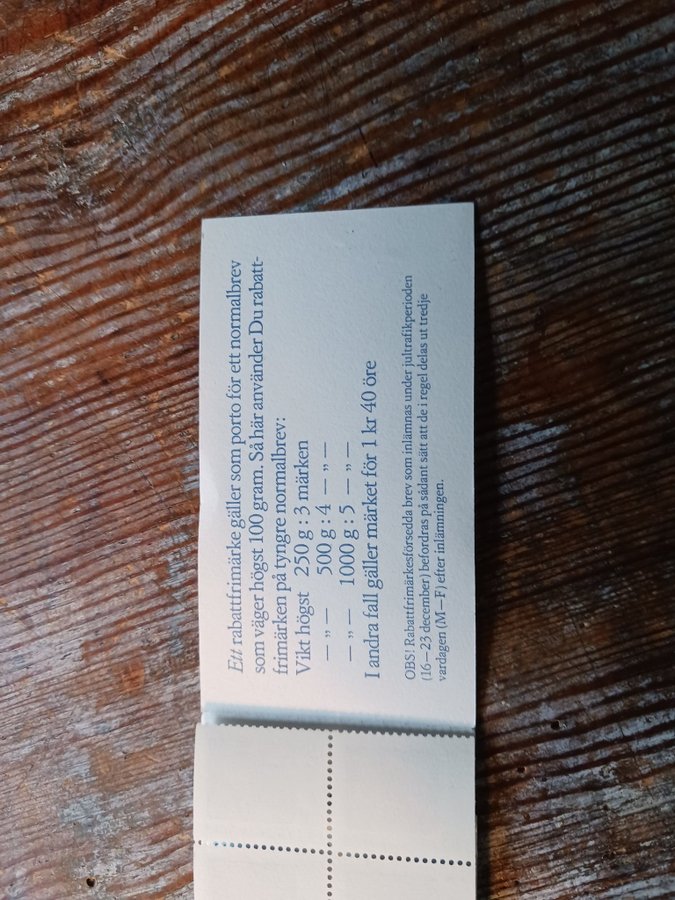 Ett rabattfrimärke gäller som porto för ett normalbrev
som väger högst 100 gram. Så här använder Du rabatt-
frimärken på tyngre normalbrev:
Vikt högst 250 g : 3 märken
— ” — 500 g : 4 — ” —
— ” — 1000 g : 5 — ” —
I andra fall gäller märket för 1 kr 40 öre
OBS! Rabattfrimärkesförsedda brev som inlämnas under jultrafikperioden
(16—23 december) befordras på sådant sätt att de i regel delas ut tredje
vardagen (M—F) efter inlämningen.